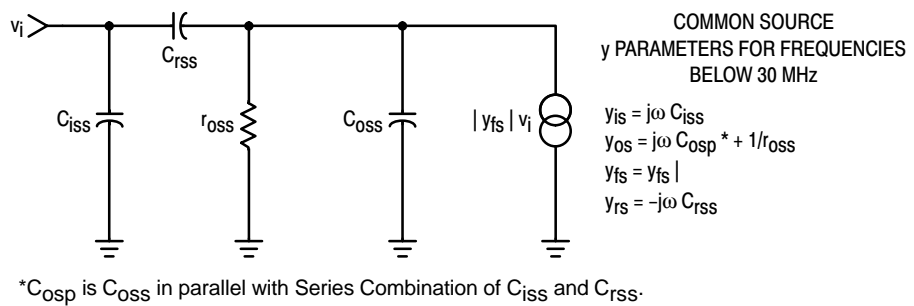 vi
Crss
Ciss
ross
Coss
| yfs | vi
COMMON SOURCE
y PARAMETERS FOR FREQUENCIES
BELOW 30 MHz
yis = jω Ciss
yos = jω Cosp * + 1/ross
yfs = yfs |
yrs = –jω Crss
*Cosp is Coss in parallel with Series Combination of Ciss and Crss.